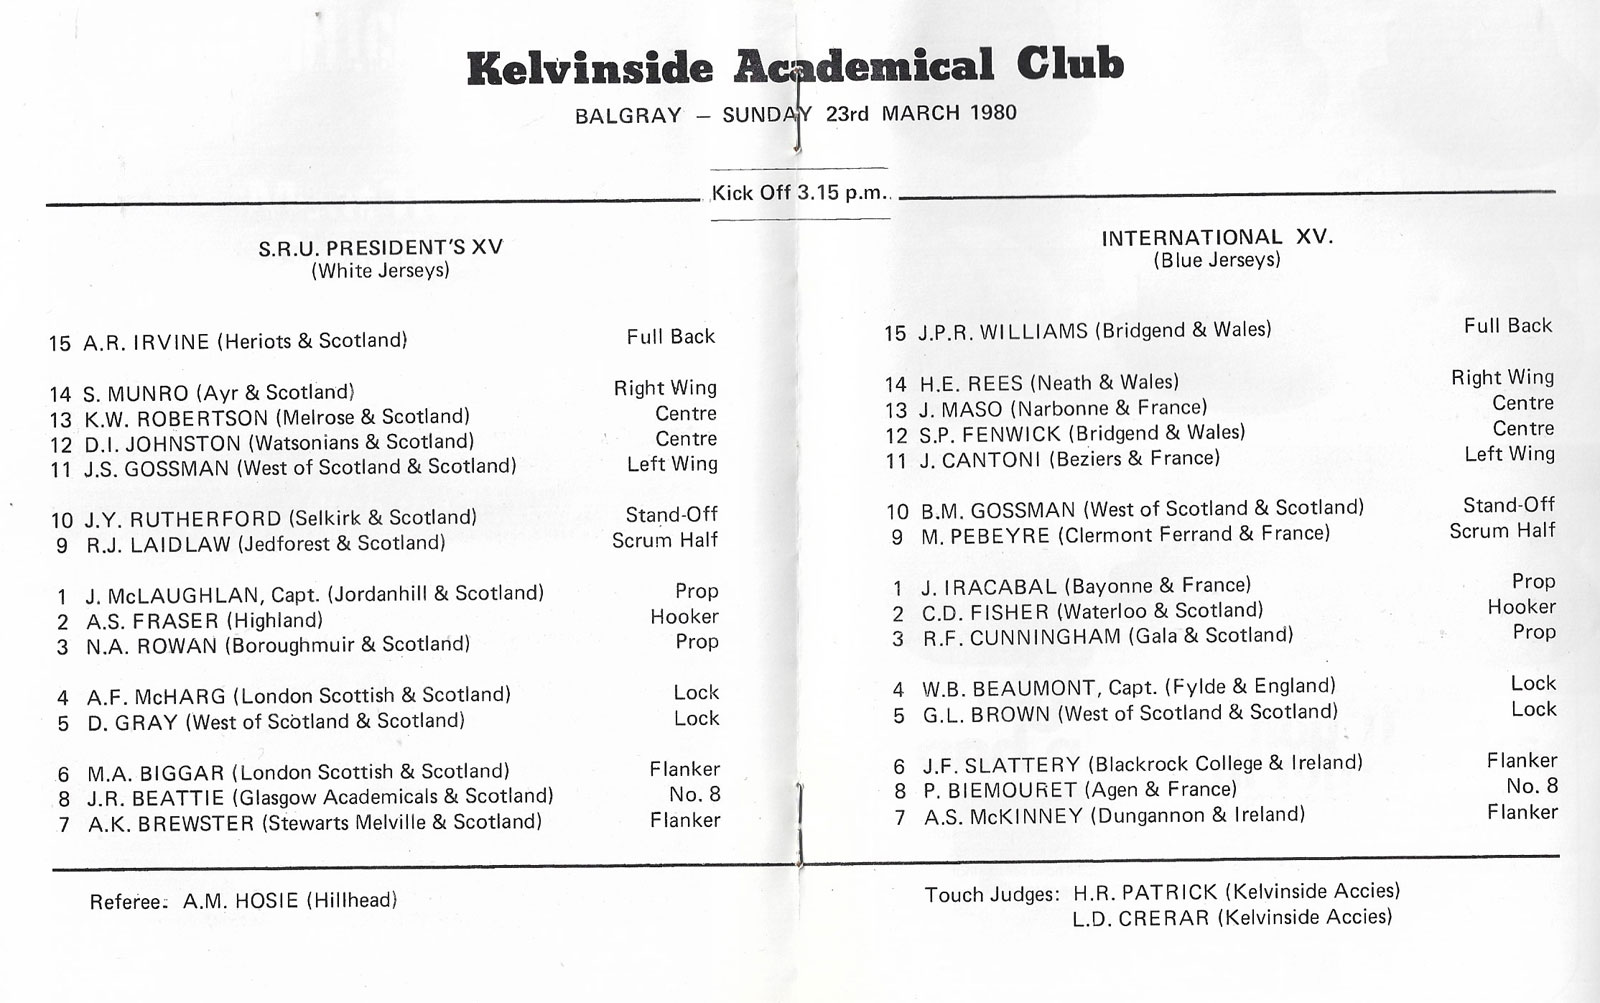 Kelvinside Academical Club
BALGRAY – SUNDAY 23rd MARCH 1980
Kick Off 3.15 p.m.
S.R.U. PRESIDENT'S XV
(White Jerseys)
15 A.R. IRVINE (Heriots & Scotland) Full Back
14 S. MUNRO (Ayr & Scotland) Right Wing
13 K.W. ROBERTSON (Melrose & Scotland) Centre
12 D.I. JOHNSTON (Watsonians & Scotland) Centre
11 J.S. GOSSMAN (West of Scotland & Scotland) Left Wing
10 J.Y. RUTHERFORD (Selkirk & Scotland) Stand-Off
9 R.J. LAIDLAW (Jedforest & Scotland) Scrum Half
1 J. McLAUGHLAN, Capt. (Jordanhill & Scotland) Prop
2 A.S. FRASER (Highland) Hooker
3 N.A. ROWAN (Boroughmuir & Scotland) Prop
4 A.F. McHARG (London Scottish & Scotland) Lock
5 D. GRAY (West of Scotland & Scotland) Lock
6 M.A. BIGGAR (London Scottish & Scotland) Flanker
8 J.R. BEATTIE (Glasgow Academicals & Scotland) No. 8
7 A.K. BREWSTER (Stewarts Melville & Scotland) Flanker
Referee: A.M. HOSIE (Hillhead)
INTERNATIONAL XV.
(Blue Jerseys)
15 J.P.R. WILLIAMS (Bridgend & Wales) Full Back
14 H.E. REES (Neath & Wales) Right Wing
13 J. MASO (Narbonne & France) Centre
12 S.P. FENWICK (Bridgend & Wales) Centre
11 J. CANTONI (Beziers & France) Left Wing
10 B.M. GOSSMAN (West of Scotland & Scotland) Stand-Off
9 M. PEBEYRE (Clermont Ferrand & France) Scrum Half
1 J. IRACABAL (Bayonne & France) Prop
2 C.D. FISHER (Waterloo & Scotland) Hooker
3 R.F. CUNNINGHAM (Gala & Scotland) Prop
4 W.B. BEAUMONT, Capt. (Fylde & England) Lock
5 G.L. BROWN (West of Scotland & Scotland) Lock
6 J.F. SLATTERY (Blackrock College & Ireland) Flanker
8 P. BIEMOURET (Agen & France) No. 8
7 A.S. McKINNEY (Dungannon & Ireland) Flanker
Touch Judges: H.R. PATRICK (Kelvinside Accies)
L.D. CRERAR (Kelvinside Accies)